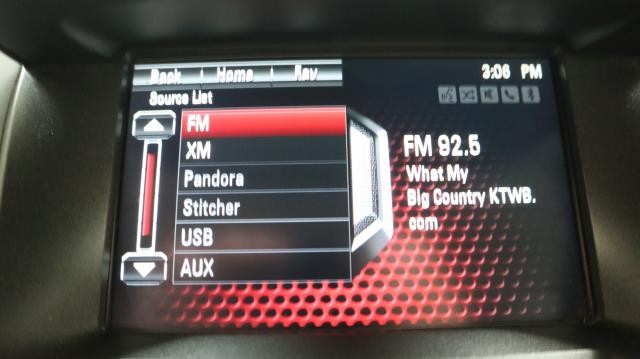 Back Home Nav
3:06 PM
Source List
FM
XM
Pandora
Stitcher
USB
AUX
FM 92.5
What My
Big Country KTWB.
com